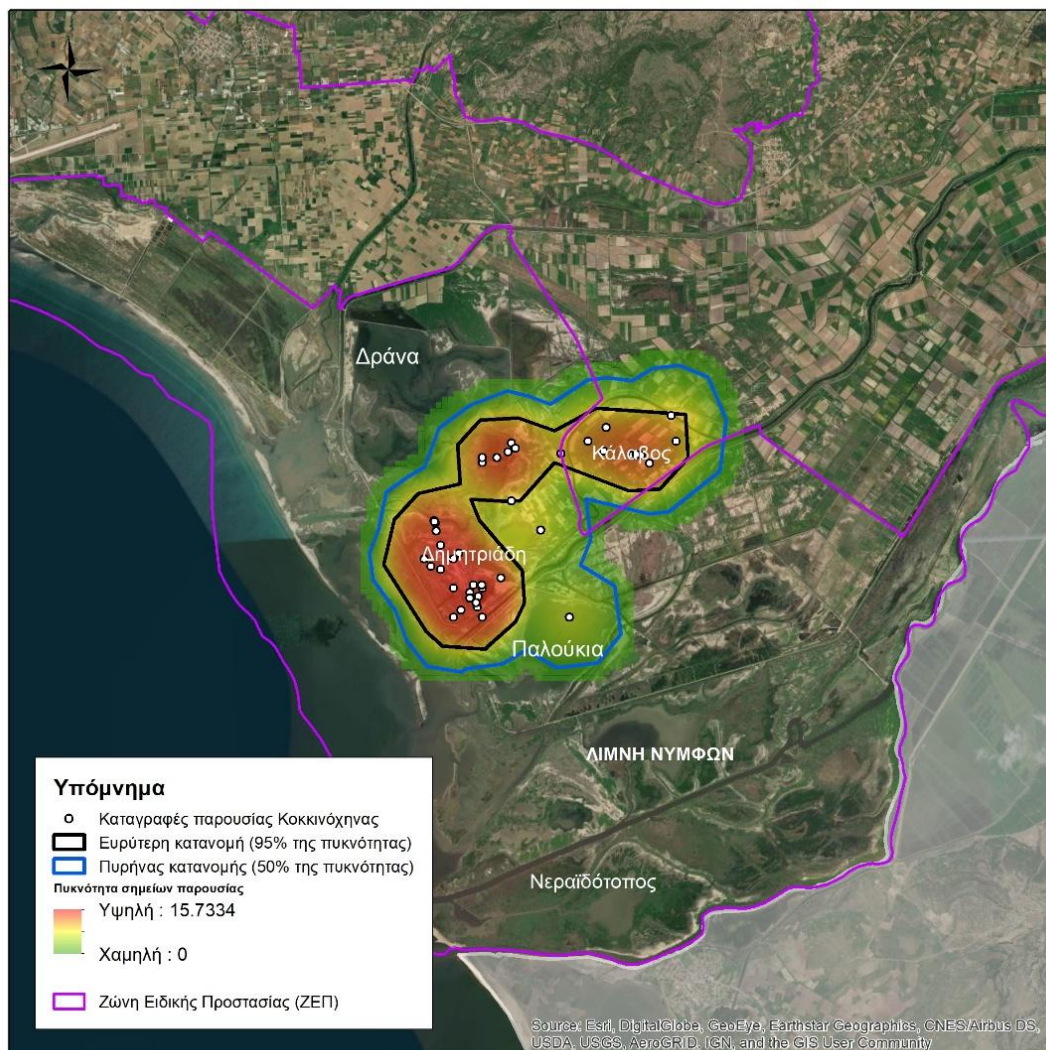 Δράνα
Κάλαβος
Δημητριάδη
Παλούκια
ΛΙΜΝΗ ΝΥΜΦΩΝ
Νεραϊδότοπος
Υπόμνημα
Καταγραφές παρουσίας Κοκκινόχηνας
Ευρύτερη κατανομή (95% της πυκνότητας)
Πυρήνας κατανομής (50% της πυκνότητας)
Πυκνότητα σημείων παρουσίας
Υψηλή : 15.7334
Χαμηλή : 0
Ζώνη Ειδικής Προστασίας (ΖΕΠ)
Source: Esri, DigitalGlobe, GeoEye, Earthstar Geographics, CNES/Airbus DS,
USDA, USGS, AeroGRID, IGN, and the GIS User Community